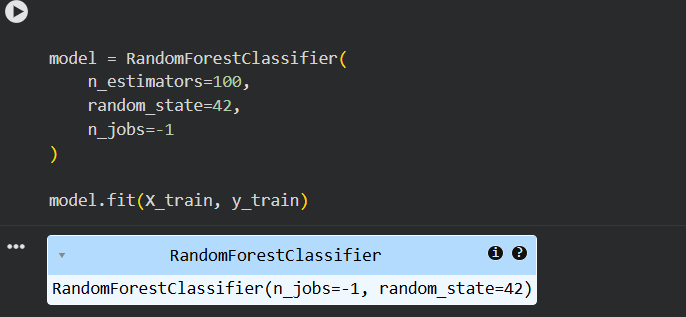 model = RandomForestClassifier(
    n_estimators=100,
    random_state=42,
    n_jobs=-1
)
model.fit(X_train, y_train)
RandomForestClassifier
RandomForestClassifier(n_jobs=-1, random_state=42)